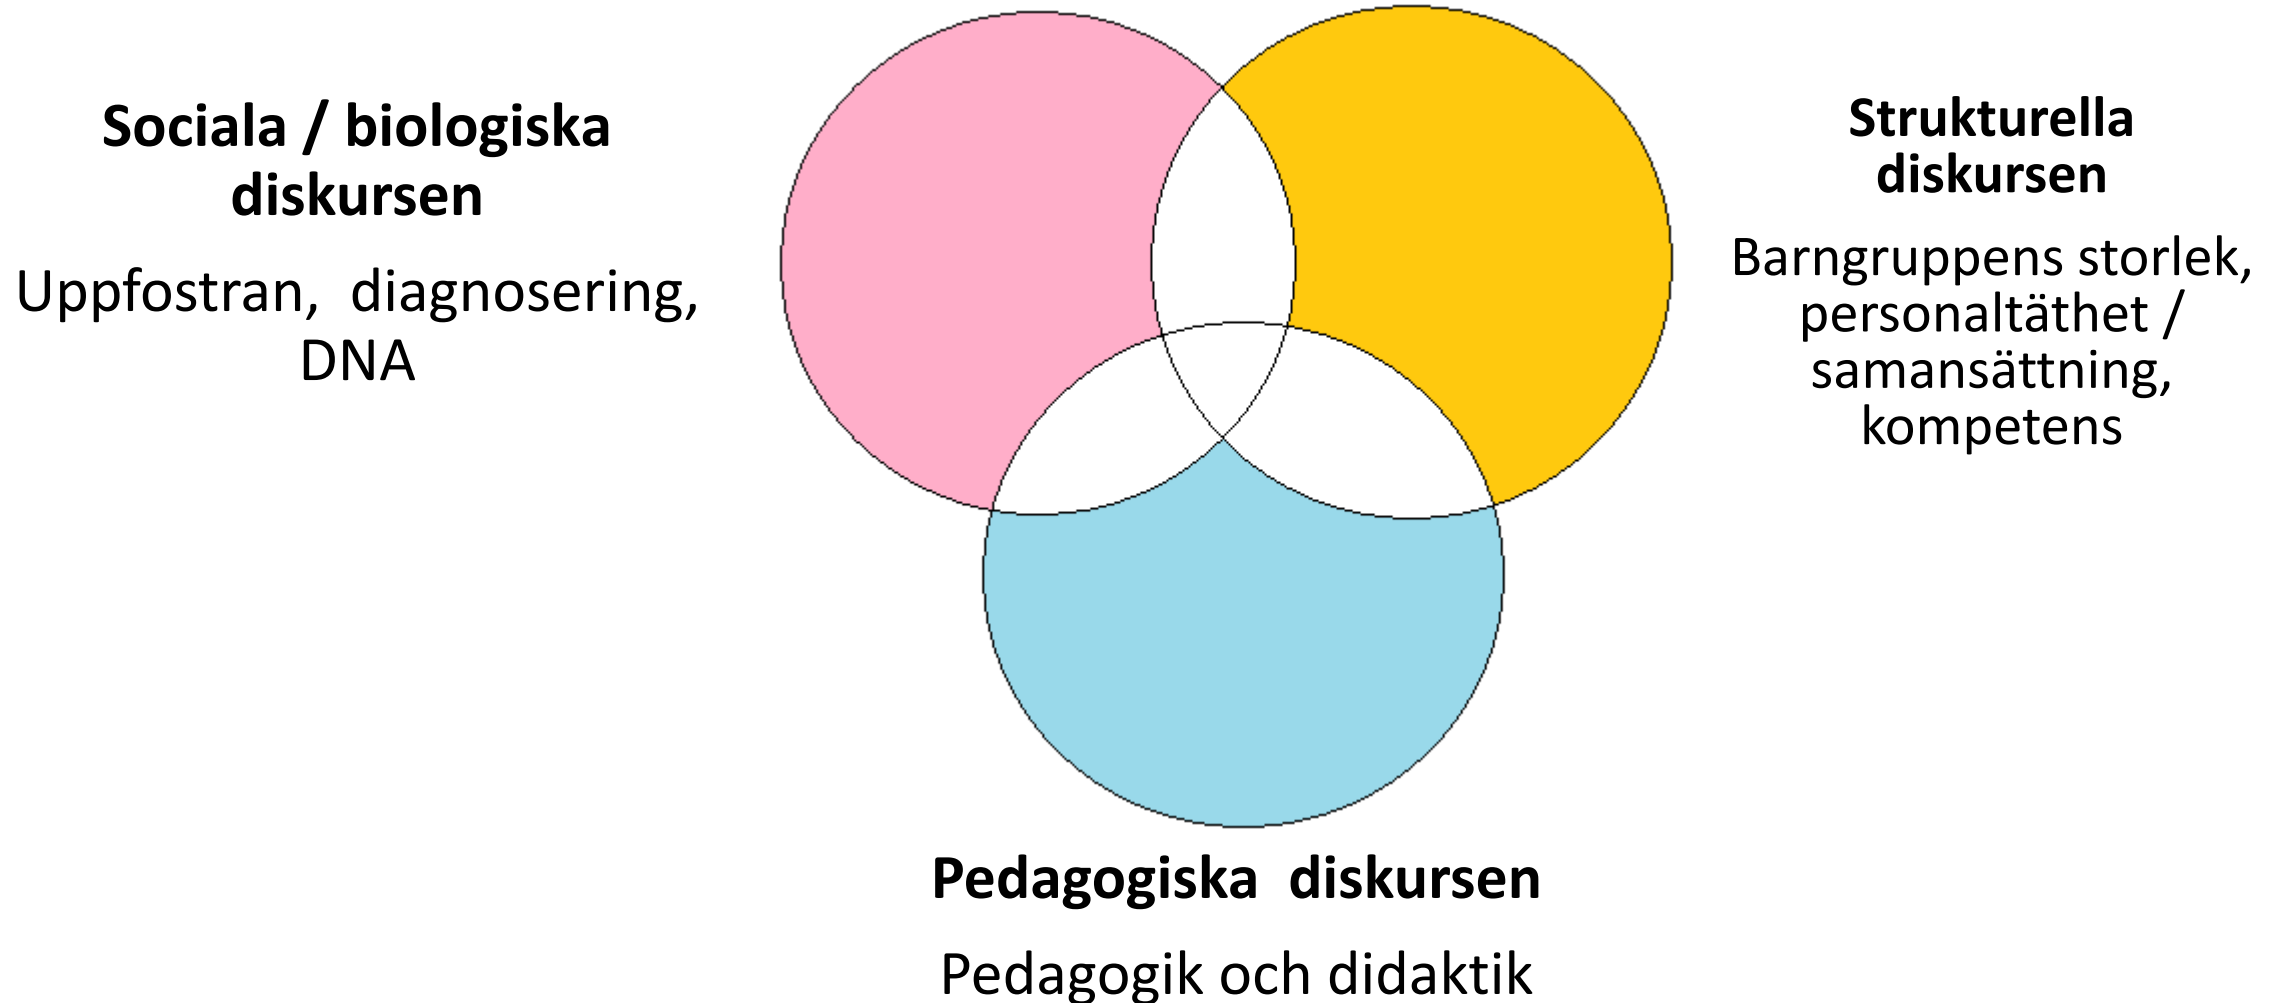 Sociala / biologiska
diskursen
Uppfostran,  diagnosering,
DNA
Strukturella
diskursen
Barngruppens storlek,
personaltäthet /
samansättning,
kompetens
Pedagogiska  diskursen
Pedagogik och didaktik